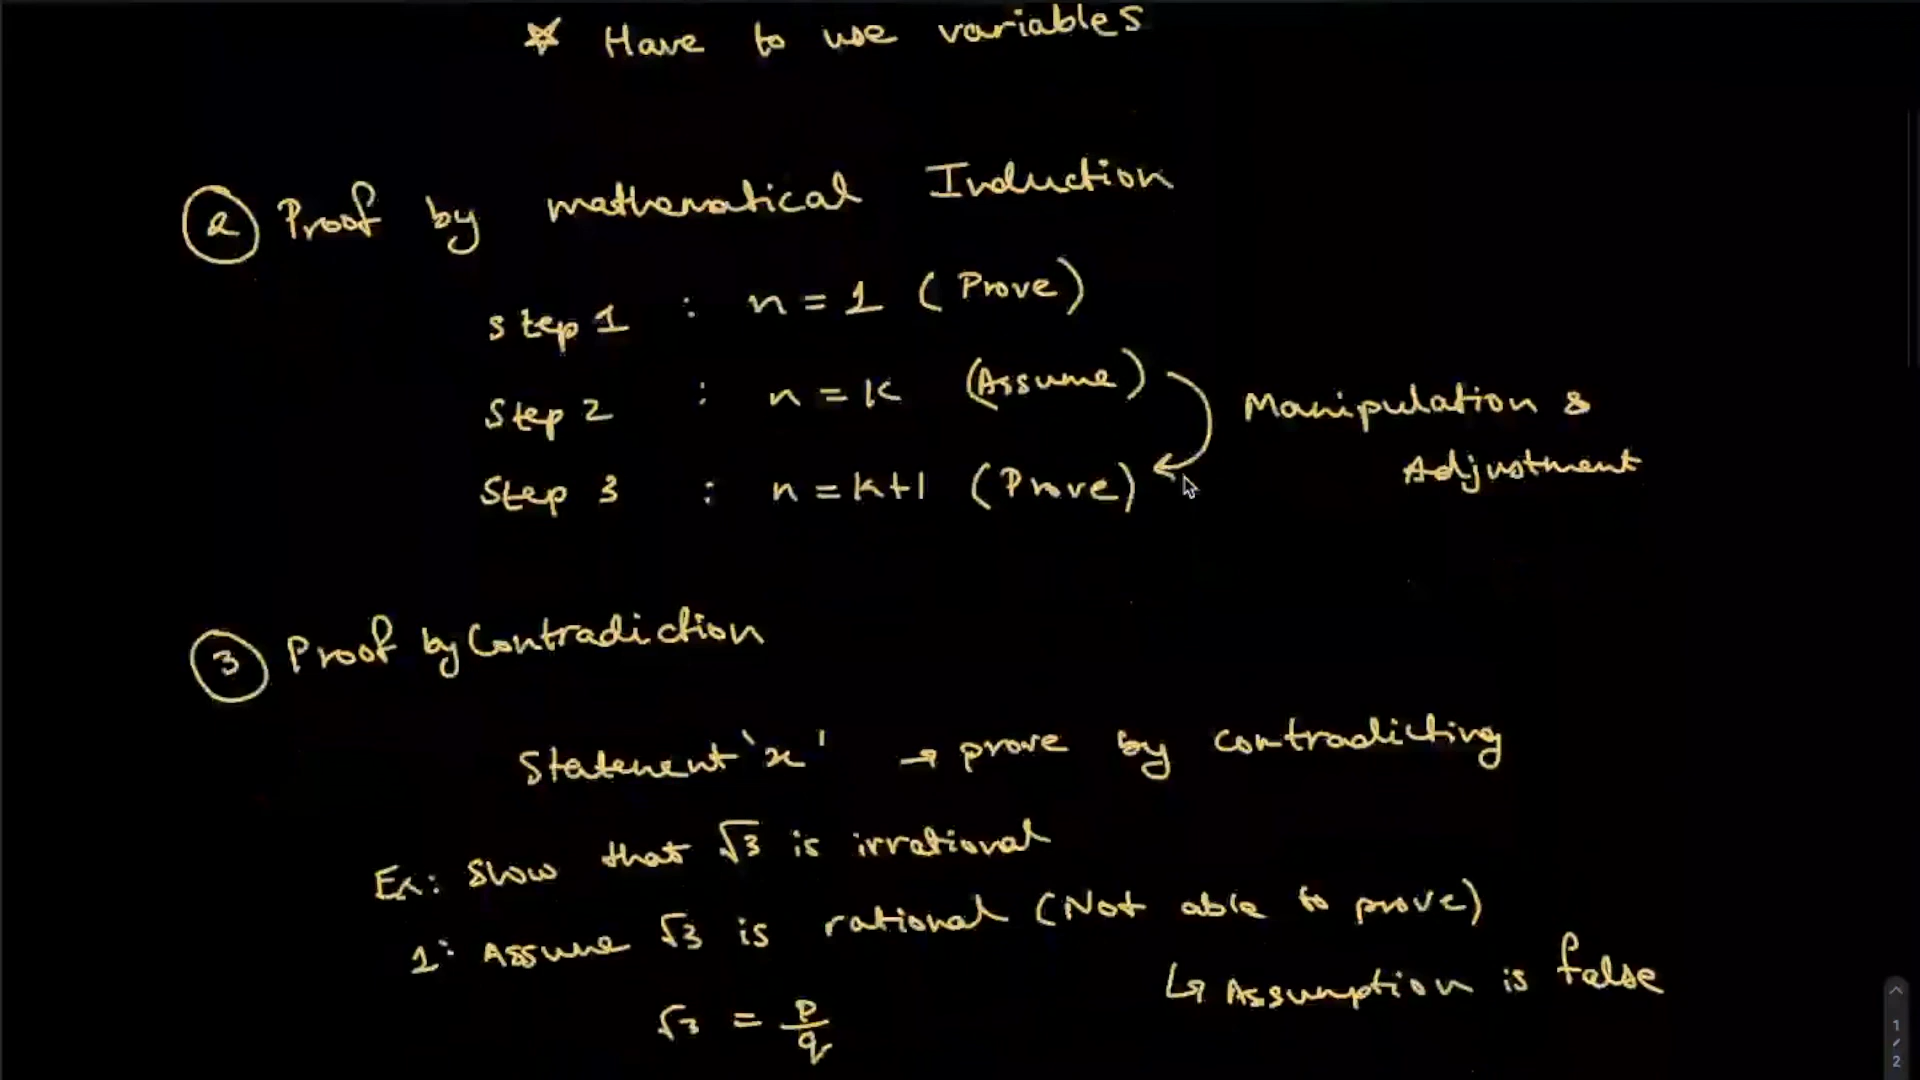 ☆ Have to use variables
② Proof by mathematical Induction
Step 1 : n = 1 (Prove)
Step 2 : n = k (Assume)
Manipulation &
Adjustment
Step 3 : n = k+1 (Prove)
③ Proof by Contradiction
Statement 'x' → prove by contradicting
Ex: Show that √3 is irrational
1: Assume √3 is rational (Not able to prove)
↳ Assumption is false
√3 = p/q
1/2